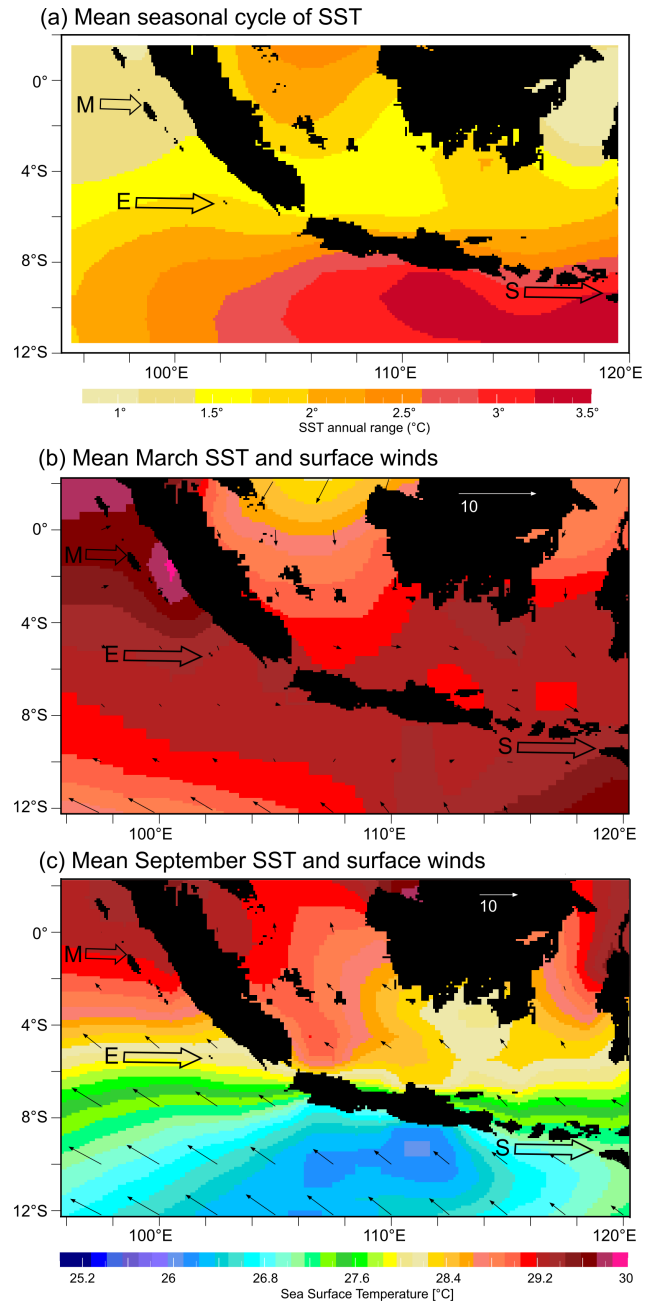 (a) Mean seasonal cycle of SST
0°
M
4°S
E
8°S
S
12°S
100°E 110°E 120°E
1° 1.5° 2° 2.5° 3° 3.5°
SST annual range (°C)
(b) Mean March SST and surface winds
10
0°
M
4°S
E
8°S
S
12°S
100°E 110°E 120°E
(c) Mean September SST and surface winds
10
0°
M
4°S
E
8°S
S
12°S
100°E 110°E 120°E
25.2 26 26.8 27.6 28.4 29.2 30
Sea Surface Temperature [°C]